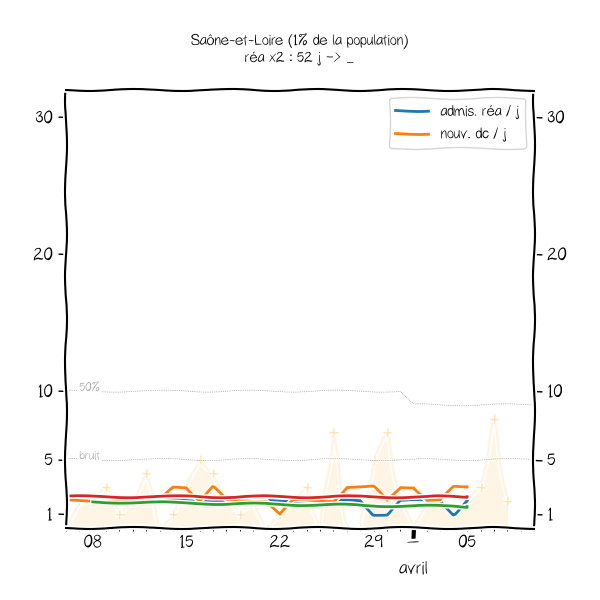 Saône-et-Loire (1% de la population)
réa x2 : 52 j -> _
admis. réa / j
nouv. dc / j
30
30
20
20
50%
10
10
bruit
5
5
1
1
08
15
22
29
05
avril